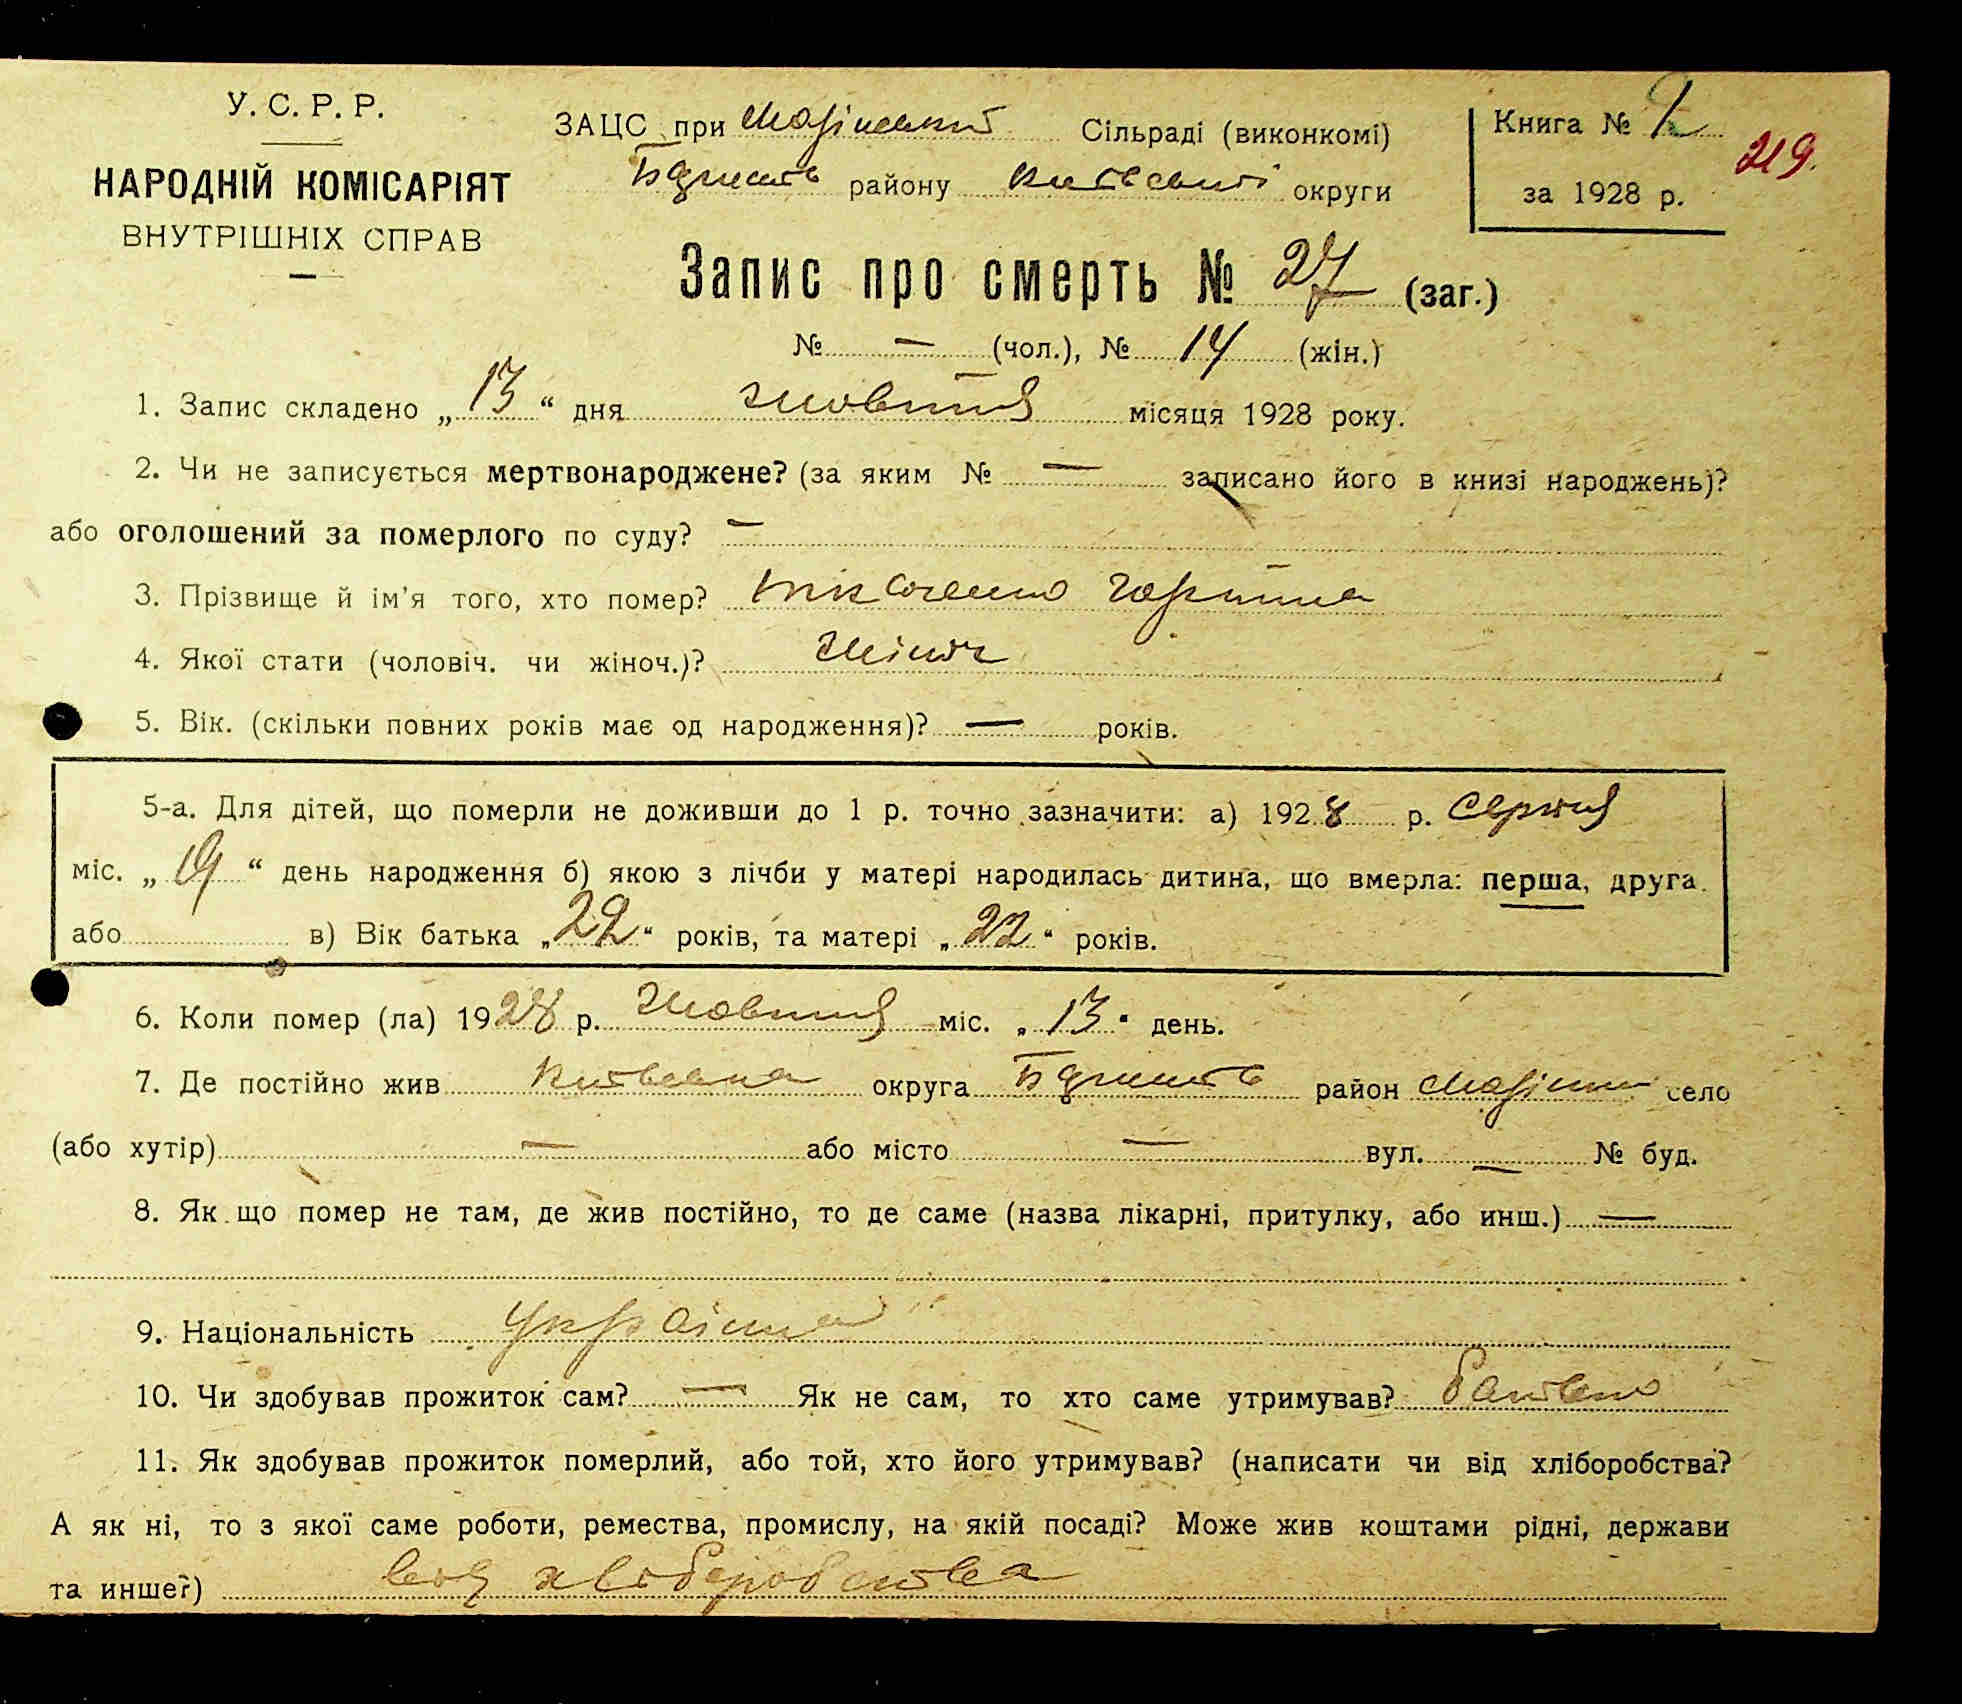 У.С.Р.Р.
НАРОДНІЙ КОМІСАРІЯТ
ВНУТРІШНІХ СПРАВ
ЗАЦС при Сільраді (виконкомі)
району округи
Книга №
219.
за 1928 р.
Запис про смерть № 27 (заг.)
№ — (чол.), № 14 (жін.)
1. Запис складено „13“ дня Жовтня місяця 1928 року.
2. Чи не записується мертвонароджене? (за яким № — записано його в книзі народжень)?
або оголошений за померлого по суду? —
3. Прізвище й ім'я того, хто помер?
4. Якої стати (чоловіч. чи жіноч.)? Жіноч
5. Вік. (скільки повних років має од народження)? — років.
5-а. Для дітей, що померли не доживши до 1 р. точно зазначити: а) 1928 р. Серпня
міс. „19“ день народження б) якою з лічби у матері народилась дитина, що вмерла: перша, друга
або в) Вік батька „22“ років, та матері „22“ років.
6. Коли помер (ла) 1928 р. Жовтня міс. „13“ день.
7. Де постійно жив округа район село
(або хутір) — або місто — вул. — № буд.
8. Як що помер не там, де жив постійно, то де саме (назва лікарні, притулку, або инш.) —
9. Національність
10. Чи здобував прожиток сам? — Як не сам, то хто саме утримував? батько
11. Як здобував прожиток померлий, або той, хто його утримував? (написати чи від хліборобства?
А як ні, то з якої саме роботи, ремества, промислу, на якій посаді? Може жив коштами рідні, держави
та инше?)